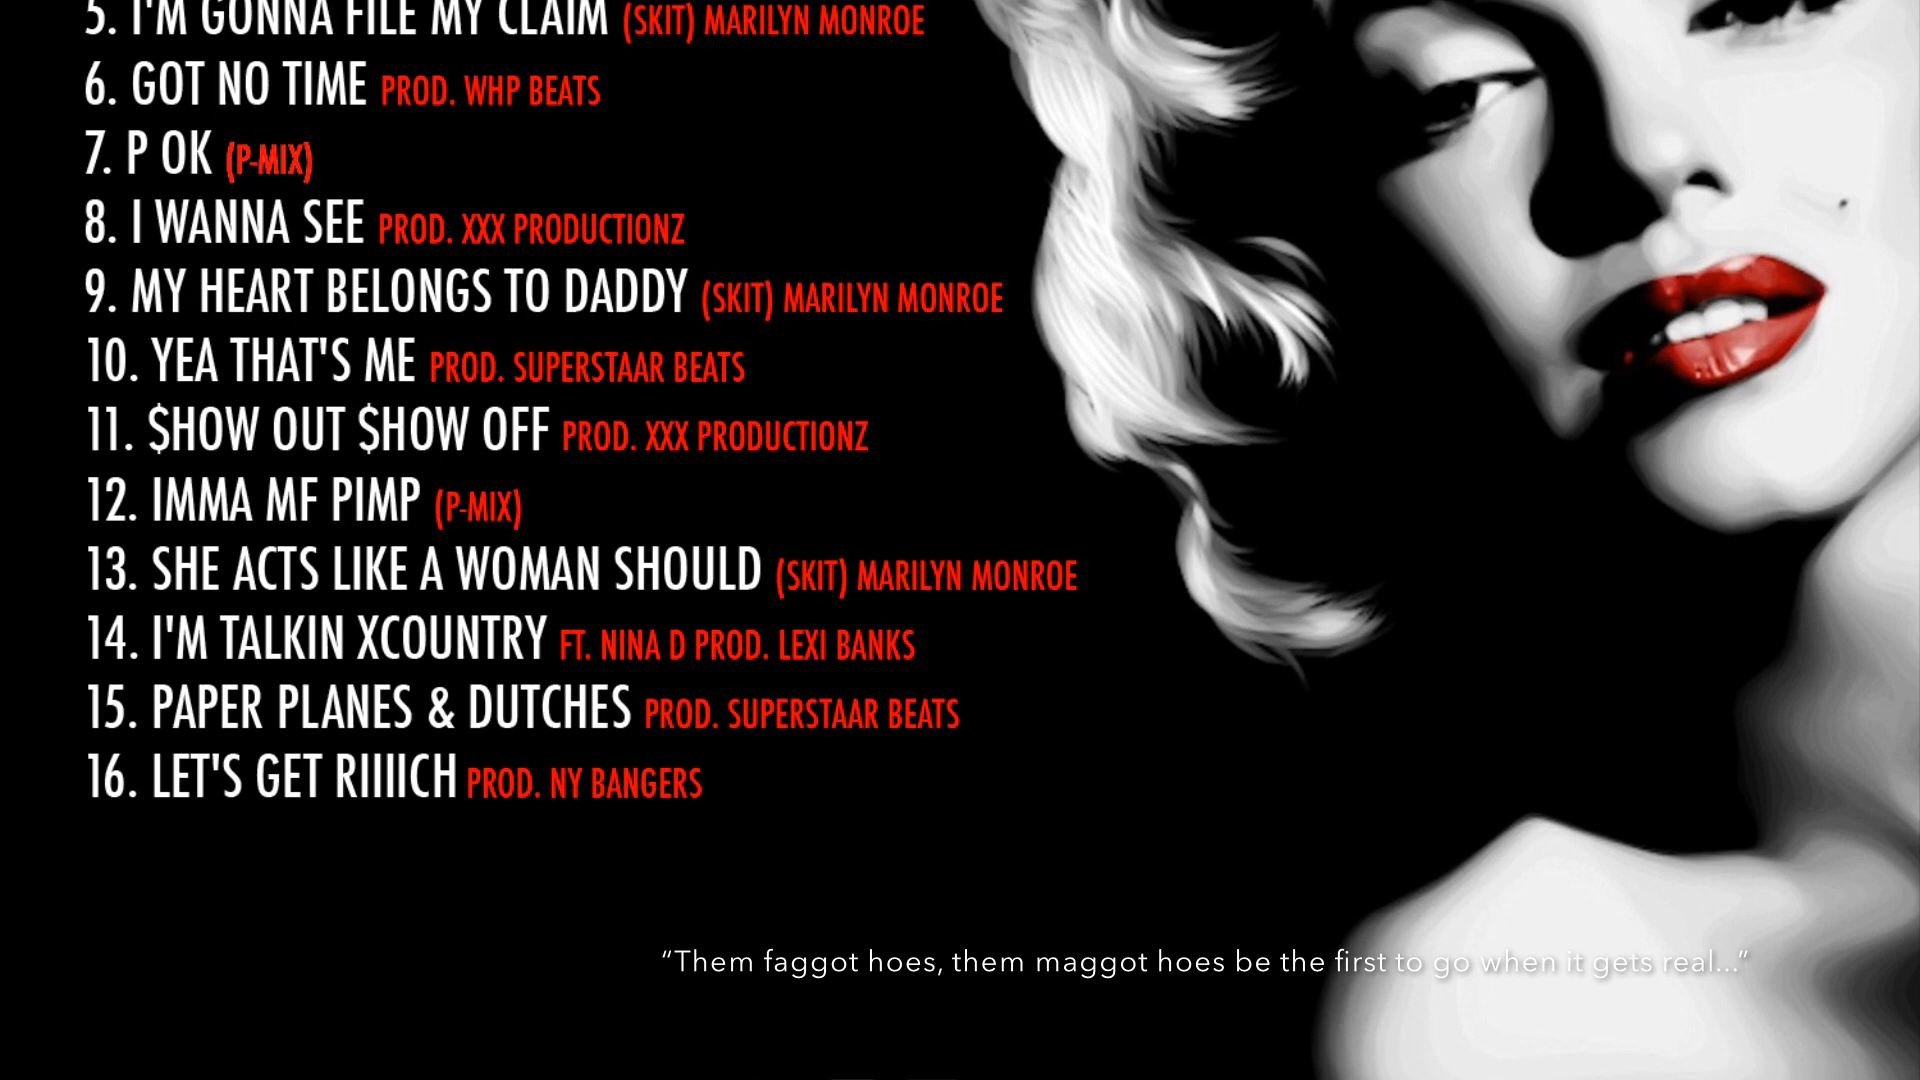 5. I'M GONNA FILE MY CLAIM (SKIT) MARILYN MONROE
6. GOT NO TIME PROD. WHP BEATS
7. P OK (P-MIX)
8. I WANNA SEE PROD. XXX PRODUCTIONZ
9. MY HEART BELONGS TO DADDY (SKIT) MARILYN MONROE
10. YEA THAT'S ME PROD. SUPERSTAAR BEATS
11. $HOW OUT $HOW OFF PROD. XXX PRODUCTIONZ
12. IMMA MF PIMP (P-MIX)
13. SHE ACTS LIKE A WOMAN SHOULD (SKIT) MARILYN MONROE
14. I'M TALKIN XCOUNTRY FT. NINA D PROD. LEXI BANKS
15. PAPER PLANES & DUTCHES PROD. SUPERSTAAR BEATS
16. LET'S GET RIIIICH PROD. NY BANGERS
“Them faggot hoes, them maggot hoes be the first to go when it gets real...”